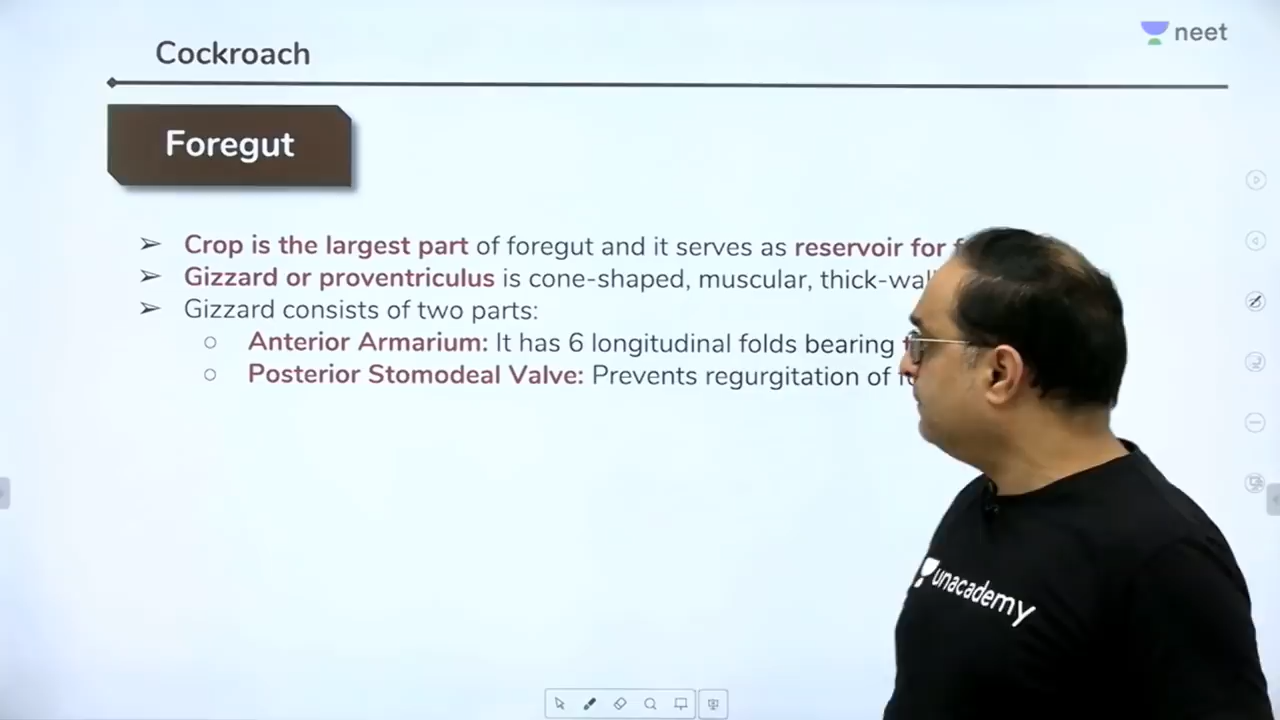 neet
Cockroach
Foregut
➢ Crop is the largest part of foregut and it serves as reservoir for
➢ Gizzard or proventriculus is cone-shaped, muscular,
➢ Gizzard consists of two parts:
○ Anterior Armarium: It has 6 longitudinal folds bearing
○ Posterior Stomodeal Valve: Prevents regurgitation of
unacademy